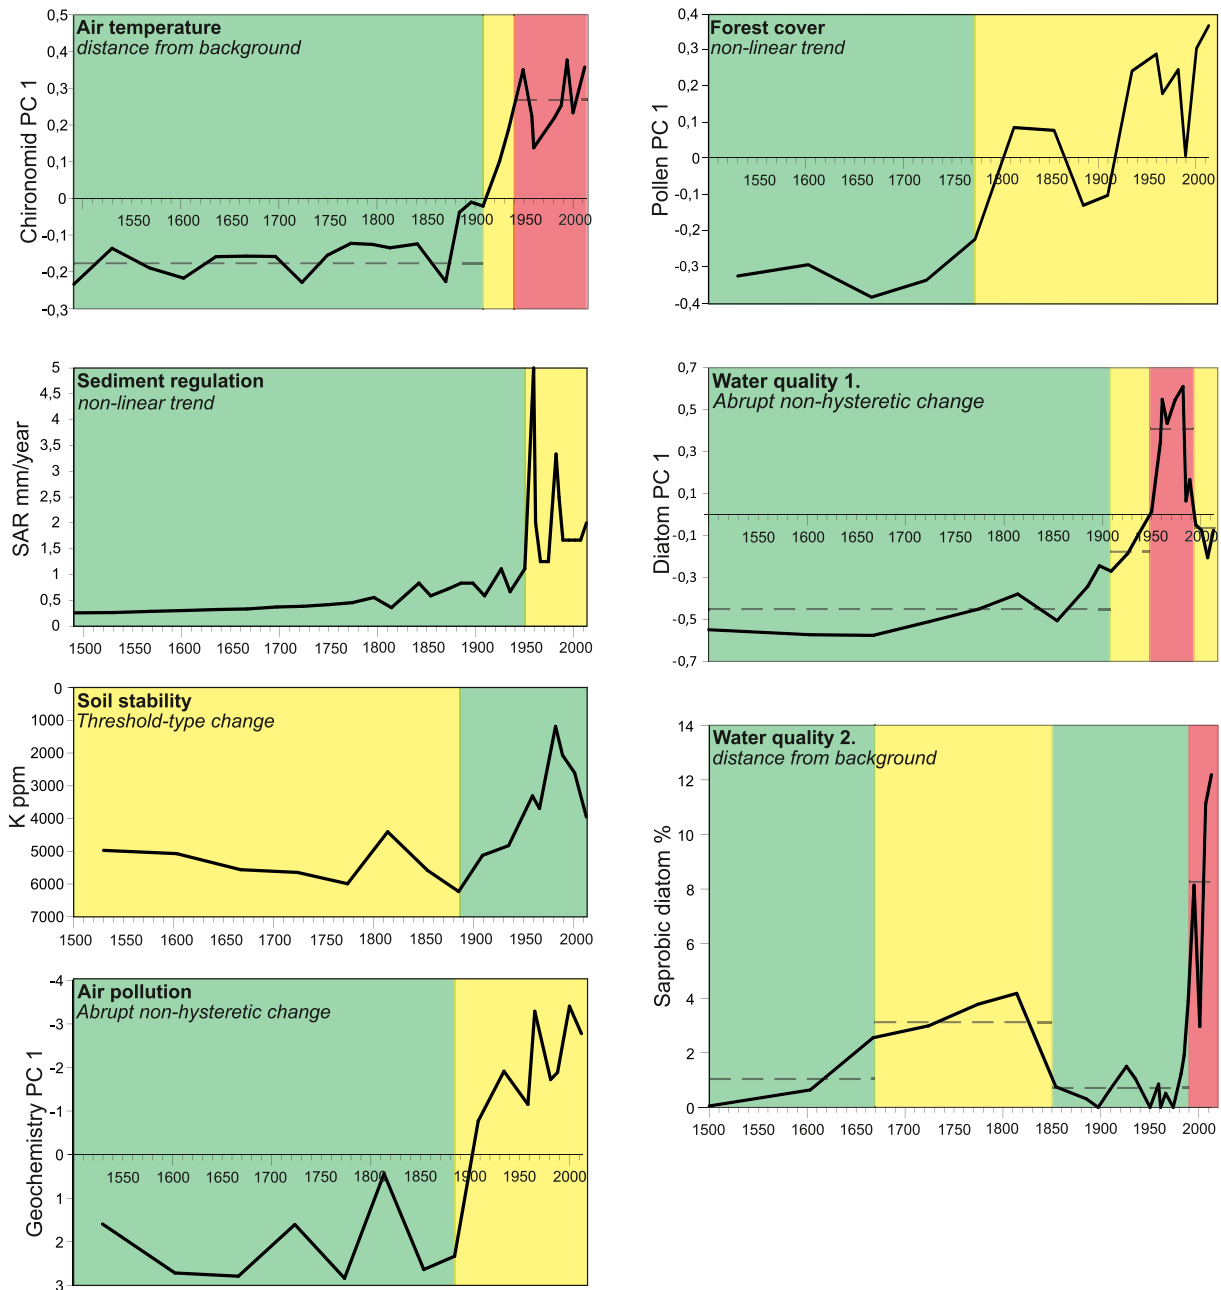 Air temperature
distance from background
Chironomid PC 1
0,5
0,4
0,3
0,2
0,1
0
-0,1
-0,2
-0,3
1550 1600 1650 1700 1750 1800 1850 1900 1950 2000
Forest cover
non-linear trend
Pollen PC 1
0,4
0,3
0,2
0,1
0
-0,1
-0,2
-0,3
-0,4
1550 1600 1650 1700 1750 1800 1850 1900 1950 2000
Sediment regulation
non-linear trend
SAR mm/year
5
4,5
4
3,5
3
2,5
2
1,5
1
0,5
0
1500 1550 1600 1650 1700 1750 1800 1850 1900 1950 2000
Water quality 1.
Abrupt non-hysteretic change
Diatom PC 1
0,7
0,5
0,3
0,1
-0,1
-0,3
-0,5
-0,7
1550 1600 1650 1700 1750 1800 1850 1900 1950 2000
Soil stability
Threshold-type change
K ppm
0
1000
2000
3000
4000
5000
6000
7000
1500 1550 1600 1650 1700 1750 1800 1850 1900 1950 2000
Water quality 2.
distance from background
Saprobic diatom %
14
12
10
8
6
4
2
0
1500 1550 1600 1650 1700 1750 1800 1850 1900 1950 2000
Air pollution
Abrupt non-hysteretic change
Geochemistry PC 1
-4
-3
-2
-1
0
1
2
3
1550 1600 1650 1700 1750 1800 1850 1900 1950 2000